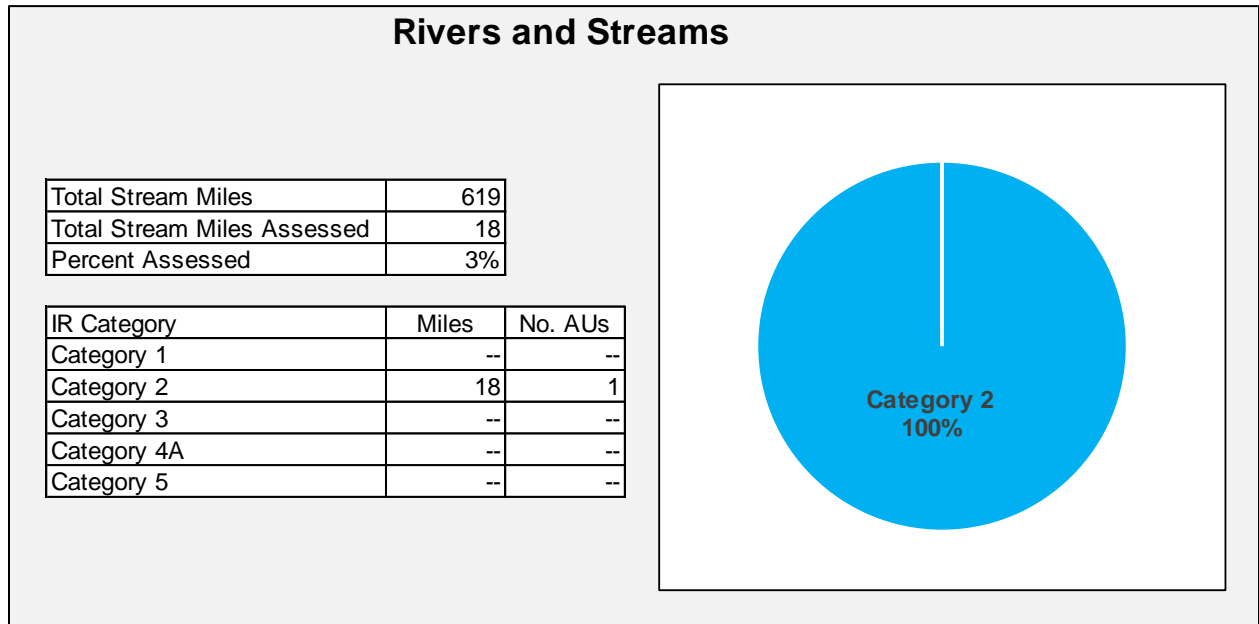 Rivers and Streams
Total Stream Miles 619
Total Stream Miles Assessed 18
Percent Assessed 3%
IR Category Miles No. AUs
Category 1 -- --
Category 2 18 1
Category 3 -- --
Category 4A -- --
Category 5 -- --
Category 2
100%